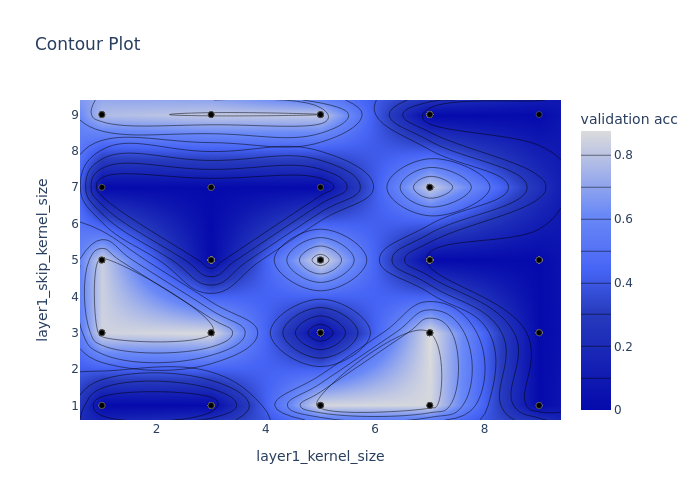 Contour Plot
validation acc
0.8
0.6
0.4
0.2
0
layer1_skip_kernel_size
9
8
7
6
5
4
3
2
1
2 4 6 8
layer1_kernel_size